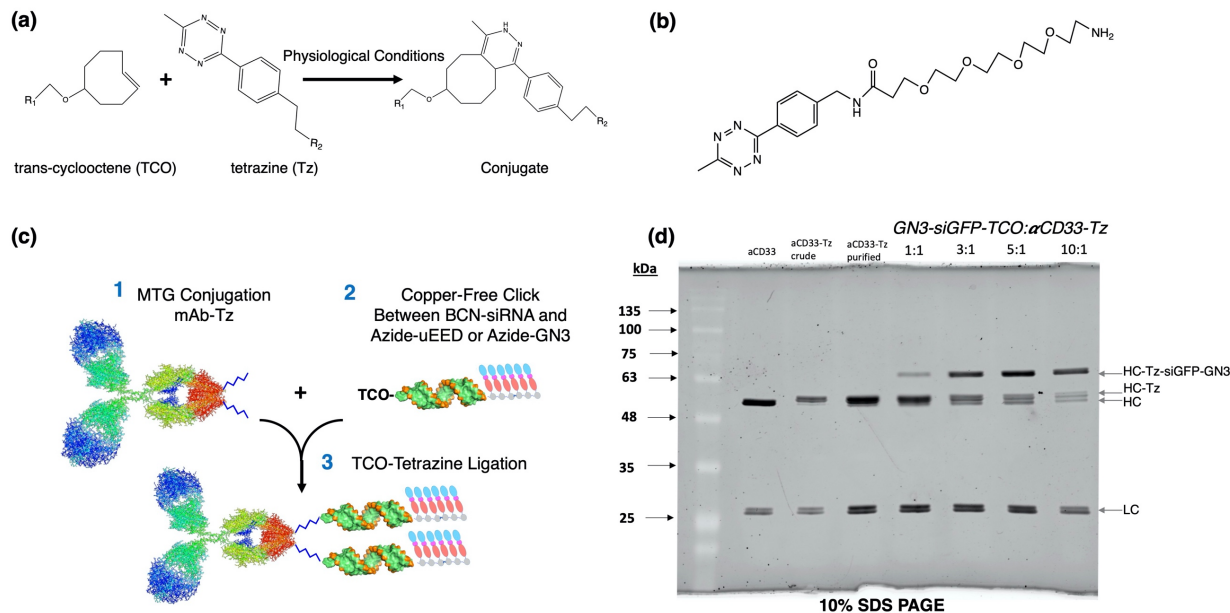 (a)
Physiological Conditions
+
R1
O
N
N
N
N
R2
H
N
N
R1
O
R2
trans-cyclooctene (TCO)
tetrazine (Tz)
Conjugate
(b)
N
N
N
N
N
H
O
O
O
O
O
NH2
(c)
1
MTG Conjugation
mAb-Tz
2
Copper-Free Click
Between BCN-siRNA and
Azide-uEED or Azide-GN3
TCO-
+
3
TCO-Tetrazine Ligation
(d)
GN3-siGFP-TCO:αCD33-Tz
aCD33
aCD33-Tz
crude
aCD33-Tz
purified
1:1
3:1
5:1
10:1
kDa
135
100
75
63
48
35
25
HC-Tz-siGFP-GN3
HC-Tz
HC
LC
10% SDS PAGE